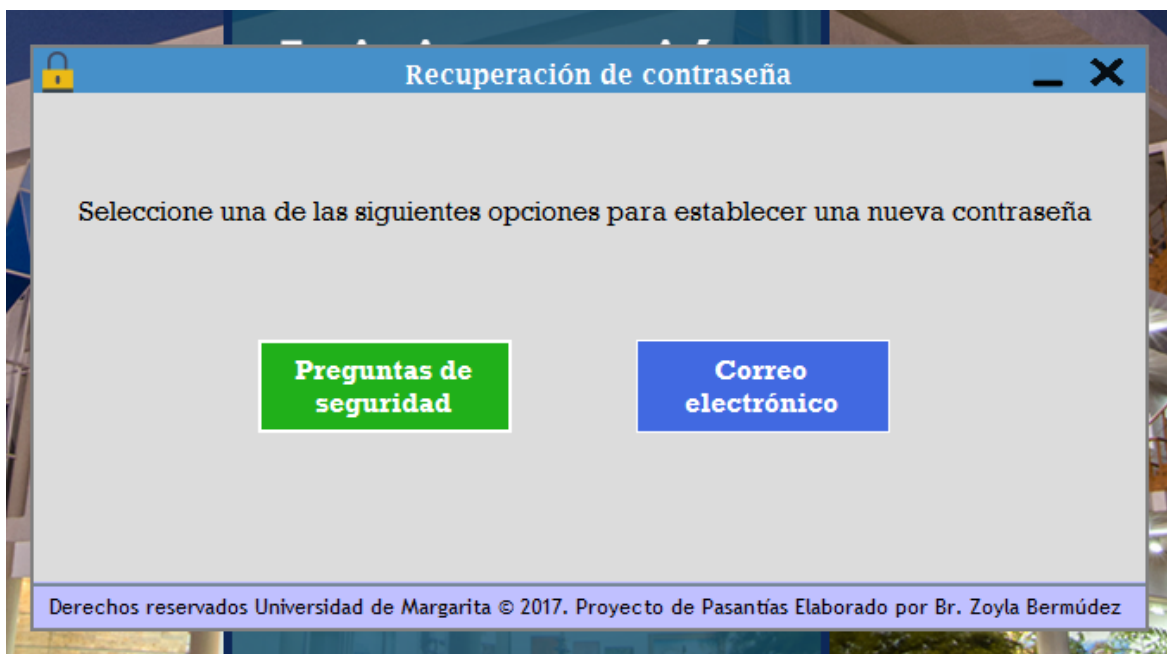 Recuperación de contraseña
Seleccione una de las siguientes opciones para establecer una nueva contraseña
Preguntas de
seguridad
Correo
electrónico
Derechos reservados Universidad de Margarita © 2017. Proyecto de Pasantías Elaborado por Br. Zoyla Bermúdez